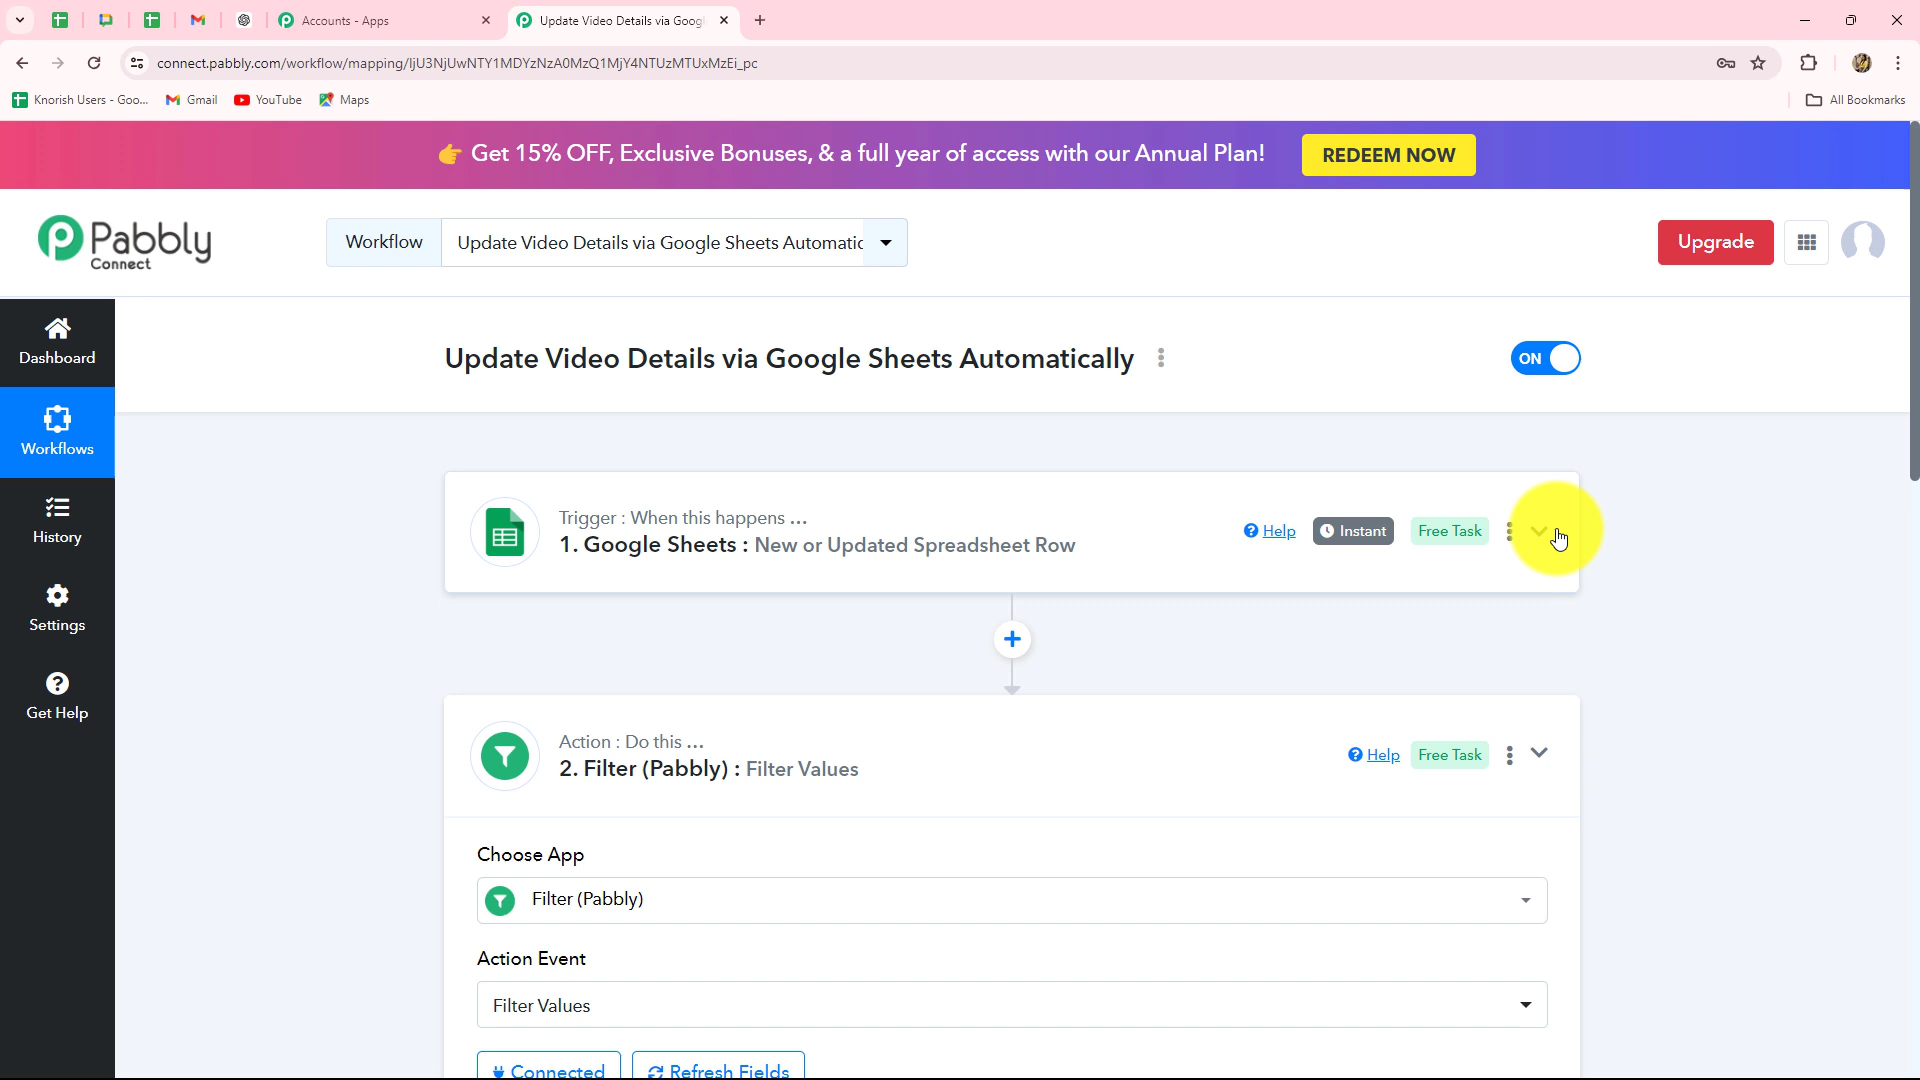 Accounts - Apps
Update Video Details via Goog
connect.pabbly.com/workflow/mapping/IjU3NjUwNTY1MDYzNzA0MzQ1MjY4NTUzMTUxMzEi_pc
Knorish Users - Goo...
Gmail
YouTube
Maps
All Bookmarks
👉 Get 15% OFF, Exclusive Bonuses, & a full year of access with our Annual Plan!
REDEEM NOW
Pabbly
Connect
Workflow
Update Video Details via Google Sheets Automatic
Upgrade
Dashboard
Workflows
History
Settings
Get Help
Update Video Details via Google Sheets Automatically
ON
Trigger : When this happens ...
1. Google Sheets : New or Updated Spreadsheet Row
Help
Instant
Free Task
Action : Do this ...
2. Filter (Pabbly) : Filter Values
Help
Free Task
Choose App
Filter (Pabbly)
Action Event
Filter Values
Connected
Refresh Fields